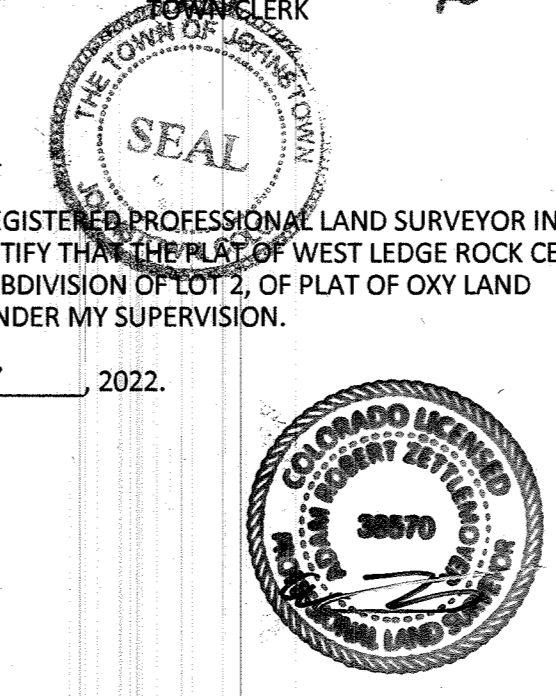 TOWN CLERK
THE TOWN OF JOHNSTOWN
SEAL
EGISTERED PROFESSIONAL LAND SURVEYOR IN
TIFY THAT THE PLAT OF WEST LEDGE ROCK CE
BDIVISION OF LOT 2, OF PLAT OF OXY LAND
NDER MY SUPERVISION.
, 2022.
COLORADO LICENSED
ADAM ROBERT ZETTLEMOYER
38570
PROFESSIONAL LAND SURVEYOR